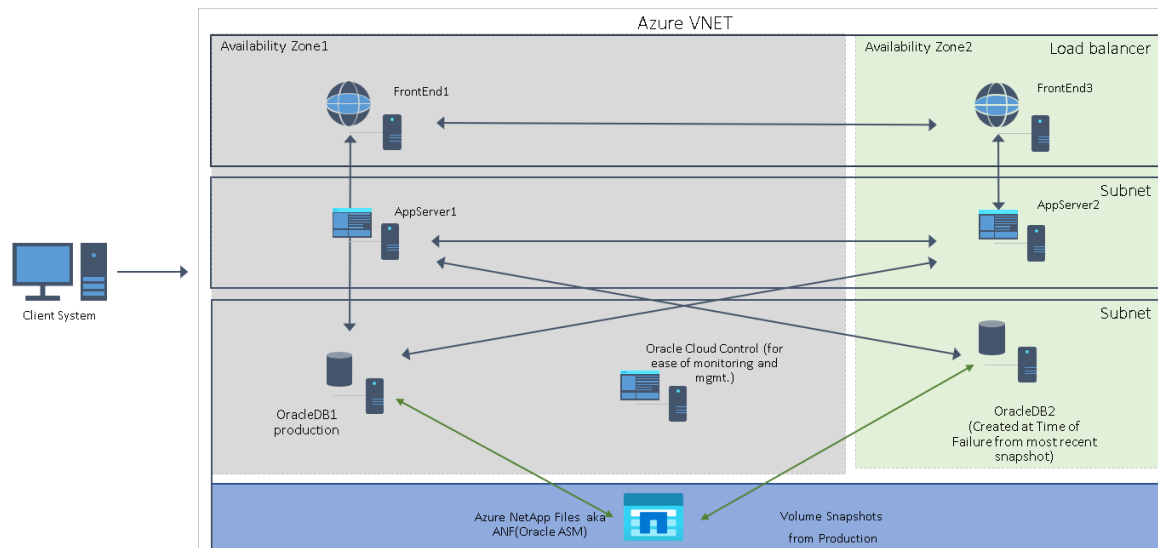 Azure VNET
Availability Zone1
Availability Zone2
Load balancer
FrontEnd1
FrontEnd3
Subnet
AppServer1
AppServer2
Client System
Subnet
Oracle Cloud Control (for
ease of monitoring and
mgmt.)
OracleDB1
production
OracleDB2
(Created at Time of
Failure from most recent
snapshot)
Azure NetApp Files aka
ANF(Oracle ASM)
Volume Snapshots
from Production